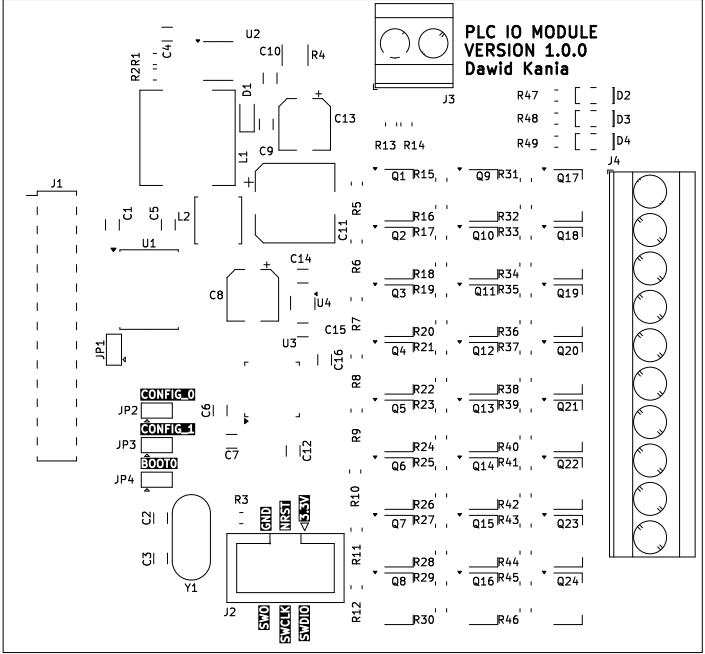 U2
C4
R2 R1
C10
R4
D1
C13
C9
L1
J3
PLC IO MODULE
VERSION 1.0.0
Dawid Kania
R47 D2
R48 D3
R49 D4
R13 R14
J4
J1
C1
C5
L2
U1
R5
C11
Q1 R15 Q9 R31 Q17
R16 R32
Q2 R17 Q10 R33 Q18
R6
C14
C8
U4
R18 R34
Q3 R19 Q11 R35 Q19
R7
C15
U3
C16
JP1
R20 R36
Q4 R21 Q12 R37 Q20
R8
CONFIG_0
JP2
C6
R22 R38
Q5 R23 Q13 R39 Q21
CONFIG_1
JP3
C7
C12
R9
R24 R40
Q6 R25 Q14 R41 Q22
BOOT0
JP4
R10
R3
GND
NRST
3.3V
C2
R26 R42
Q7 R27 Q15 R43 Q23
C3
R11
Y1
R28 R44
Q8 R29 Q16 R45 Q24
J2
SWO
SWCLK
SWDIO
R12
R30 R46